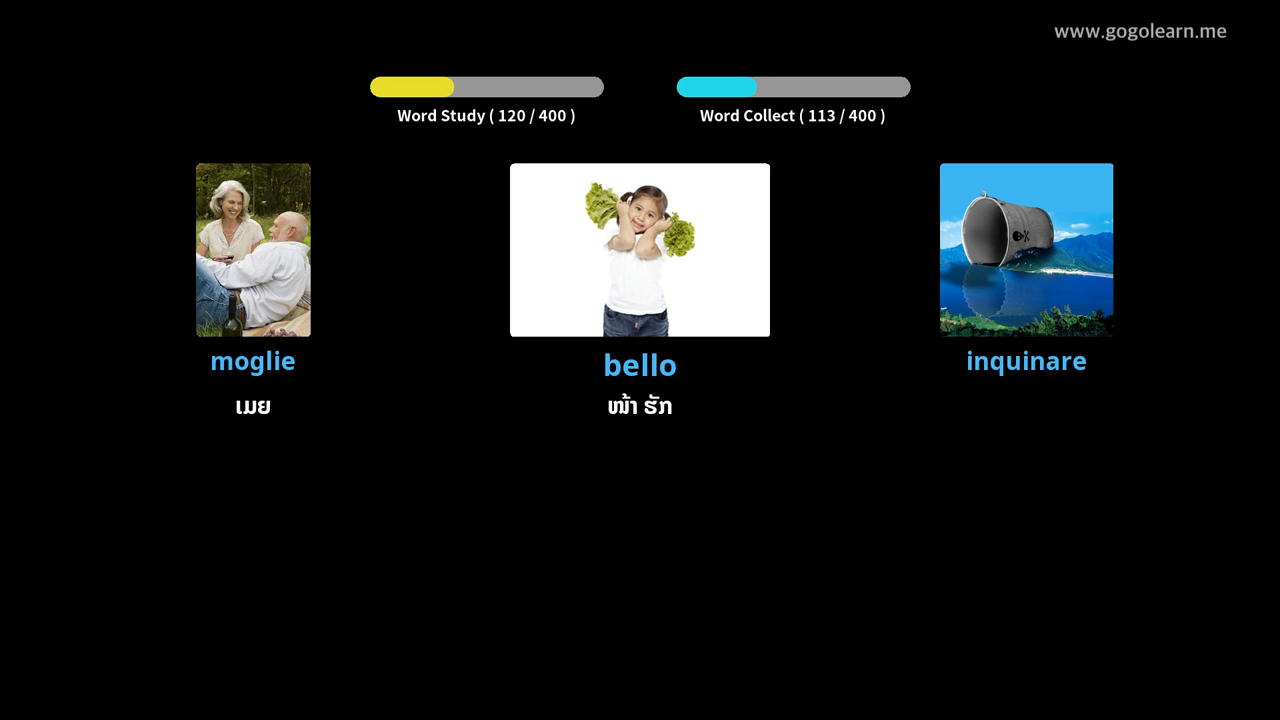 www.gogolearn.me
Word Study ( 120 / 400 )
Word Collect ( 113 / 400 )
moglie
bello
inquinare
ເມຍ
ໜ້າ ຮັກ